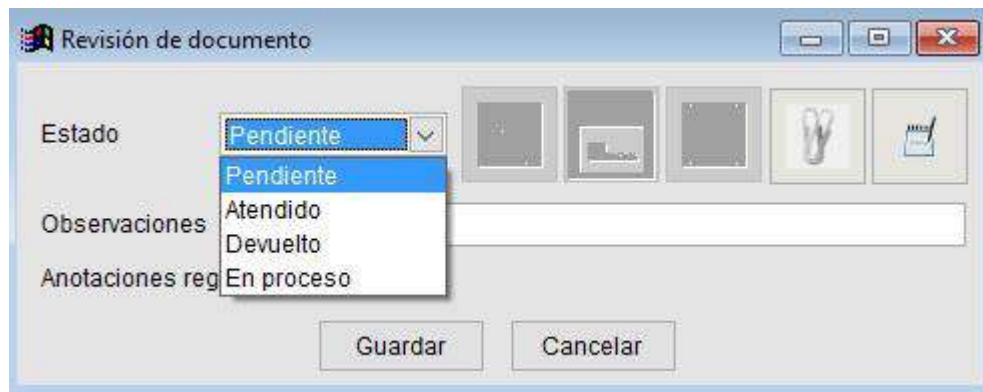 Revisión de documento
Estado
Pendiente
Pendiente
Atendido
Devuelto
En proceso
Observaciones
Anotaciones reg
Guardar
Cancelar